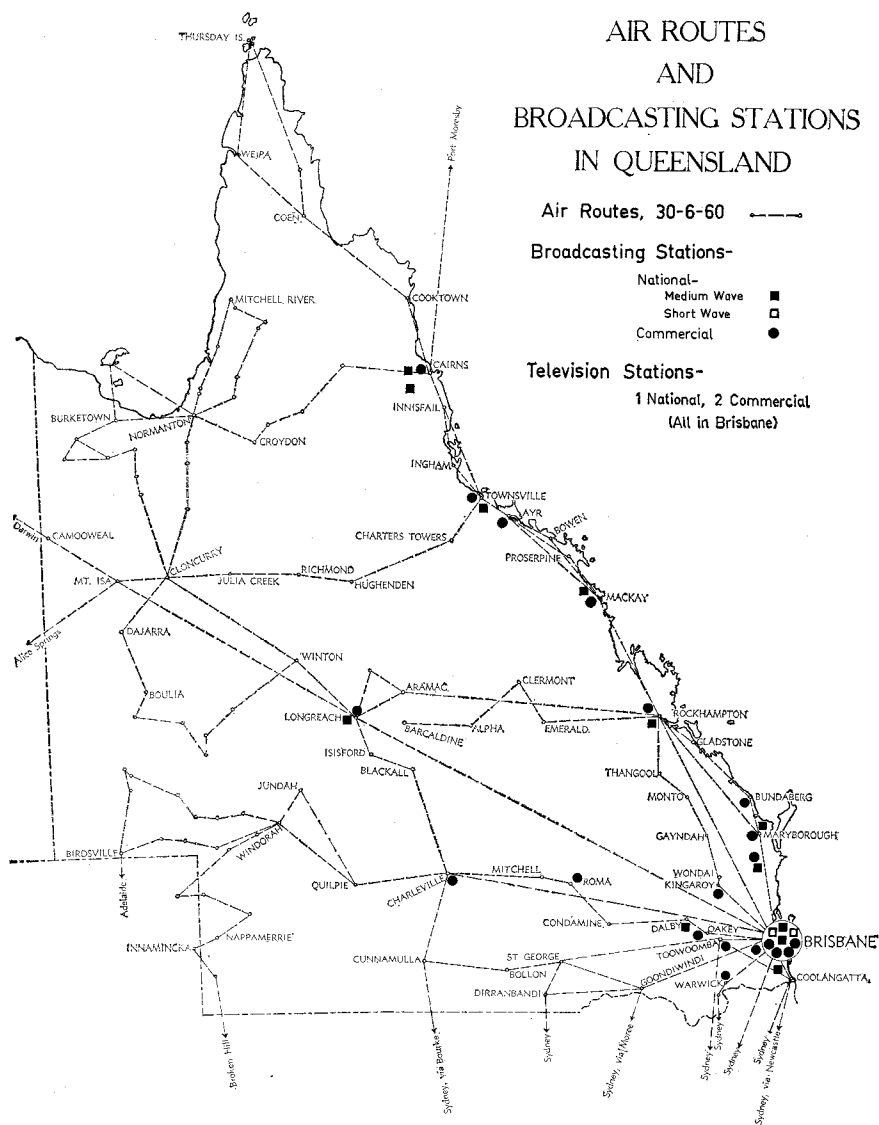 AIR ROUTES
AND
BROADCASTING STATIONS
IN QUEENSLAND
Air Routes, 30-6-60
Broadcasting Stations-
National-
Medium Wave
Short Wave
Commercial
Television Stations-
1 National, 2 Commercial
(All in Brisbane)
THURSDAY IS.
Port Moresby
WEIPA
COEN
COOKTOWN
MITCHELL RIVER
CAIRNS
INNISFAIL
BURKETOWN
NORMANTON
CROYDON
INGHAM
TOWNSVILLE
AYR
BOWEN
Darwin
CAMOOWEAL
CHARTERS TOWERS
PROSERPINE
CLONCURRY
RICHMOND
MT. ISA
JULIA CREEK
HUGHENDEN
MACKAY
Alice Springs
DAJARRA
WINTON
CLERMONT
BOULIA
ARAMAC
LONGREACH
ROCKHAMPTON
BARCALDINE
ALPHA
EMERALD
GLADSTONE
ISISFORD
BLACKALL
THANGOOL
JUNDAH
MONTO
BUNDABERG
WINDORAH
GAYNDAH
MARYBOROUGH
BIRDSVILLE
MITCHELL
WONDAI
QUILPIE
CHARLEVILLE
ROMA
KINGAROY
Adelaide
CONDAMINE
DALBY
OAKEY
BRISBANE
INNAMINCKA
NAPPAMERRIE
TOOWOOMBA
CUNNAMULLA
ST GEORGE
BOLLON
GOONDIWINDI
WARWICK
COOLANGATTA
DIRRANBANDI
Broken Hill
Sydney, via Bourke
Sydney
Sydney, via Moree
Sydney
Sydney
Sydney
Sydney
Sydney, via Newcastle